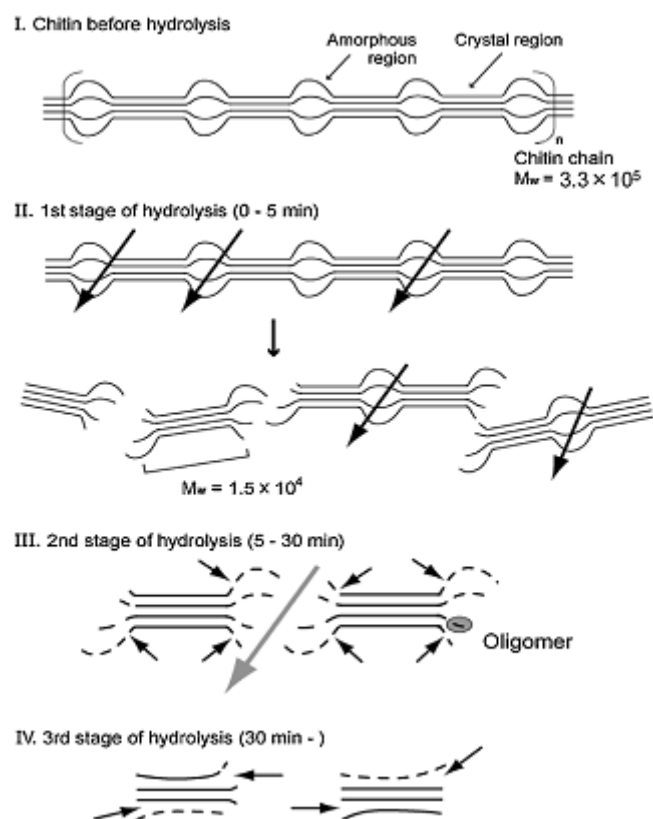 I. Chitin before hydrolysis
Amorphous region
Crystal region
n
Chitin chain
Mw = 3.3 × 10⁵
II. 1st stage of hydrolysis (0 - 5 min)
Mw = 1.5 × 10⁴
III. 2nd stage of hydrolysis (5 - 30 min)
Oligomer
IV. 3rd stage of hydrolysis (30 min - )